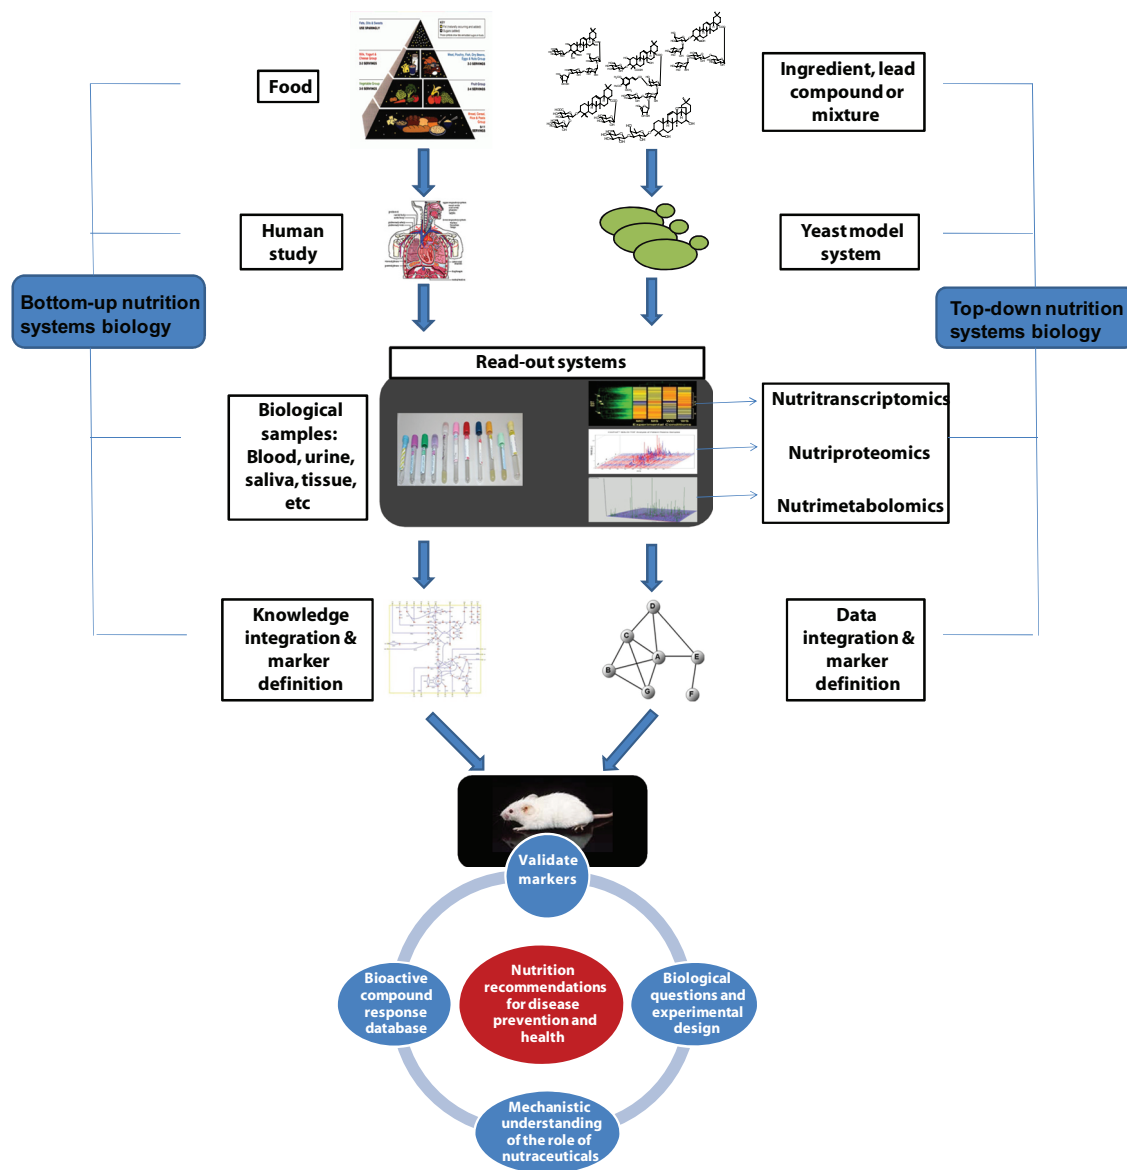 Food
Ingredient, lead
compound or
mixture
Human
study
Yeast model
system
Bottom-up nutrition
systems biology
Top-down nutrition
systems biology
Read-out systems
Biological
samples:
Blood, urine,
saliva, tissue,
etc
Nutritranscriptomics
Nutriproteomics
Nutrimetabolomics
Experimental Conditions
Knowledge
integration &
marker
definition
D
C
A
E
B
G
F
Data
integration &
marker
definition
Validate
markers
Bioactive
compound
response
database
Nutrition
recommendations
for disease
prevention and
health
Biological
questions and
experimental
design
Mechanistic
understanding
of the role of
nutraceuticals